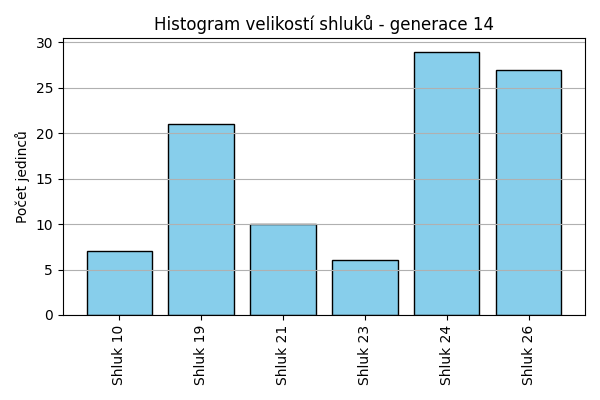 Histogram velikostí shluků - generace 14
Počet jedinců
30
25
20
15
10
5
0
Shluk 10
Shluk 19
Shluk 21
Shluk 23
Shluk 24
Shluk 26